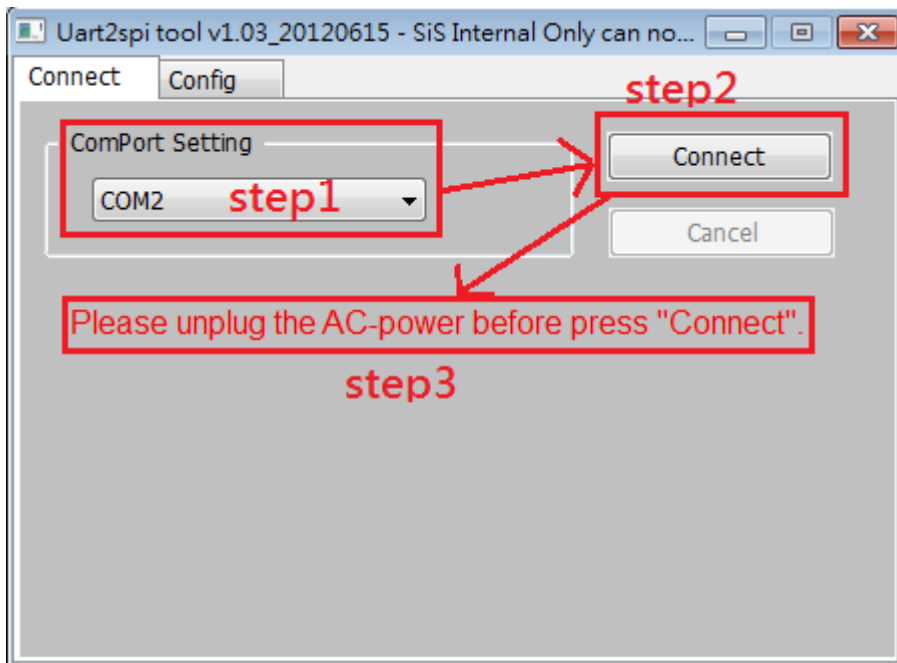 Uart2spi tool v1.03_20120615 - SiS Internal Only can no...
Connect Config
step2
ComPort Setting
Connect
COM2 step1
Cancel
Please unplug the AC-power before press "Connect".
step3